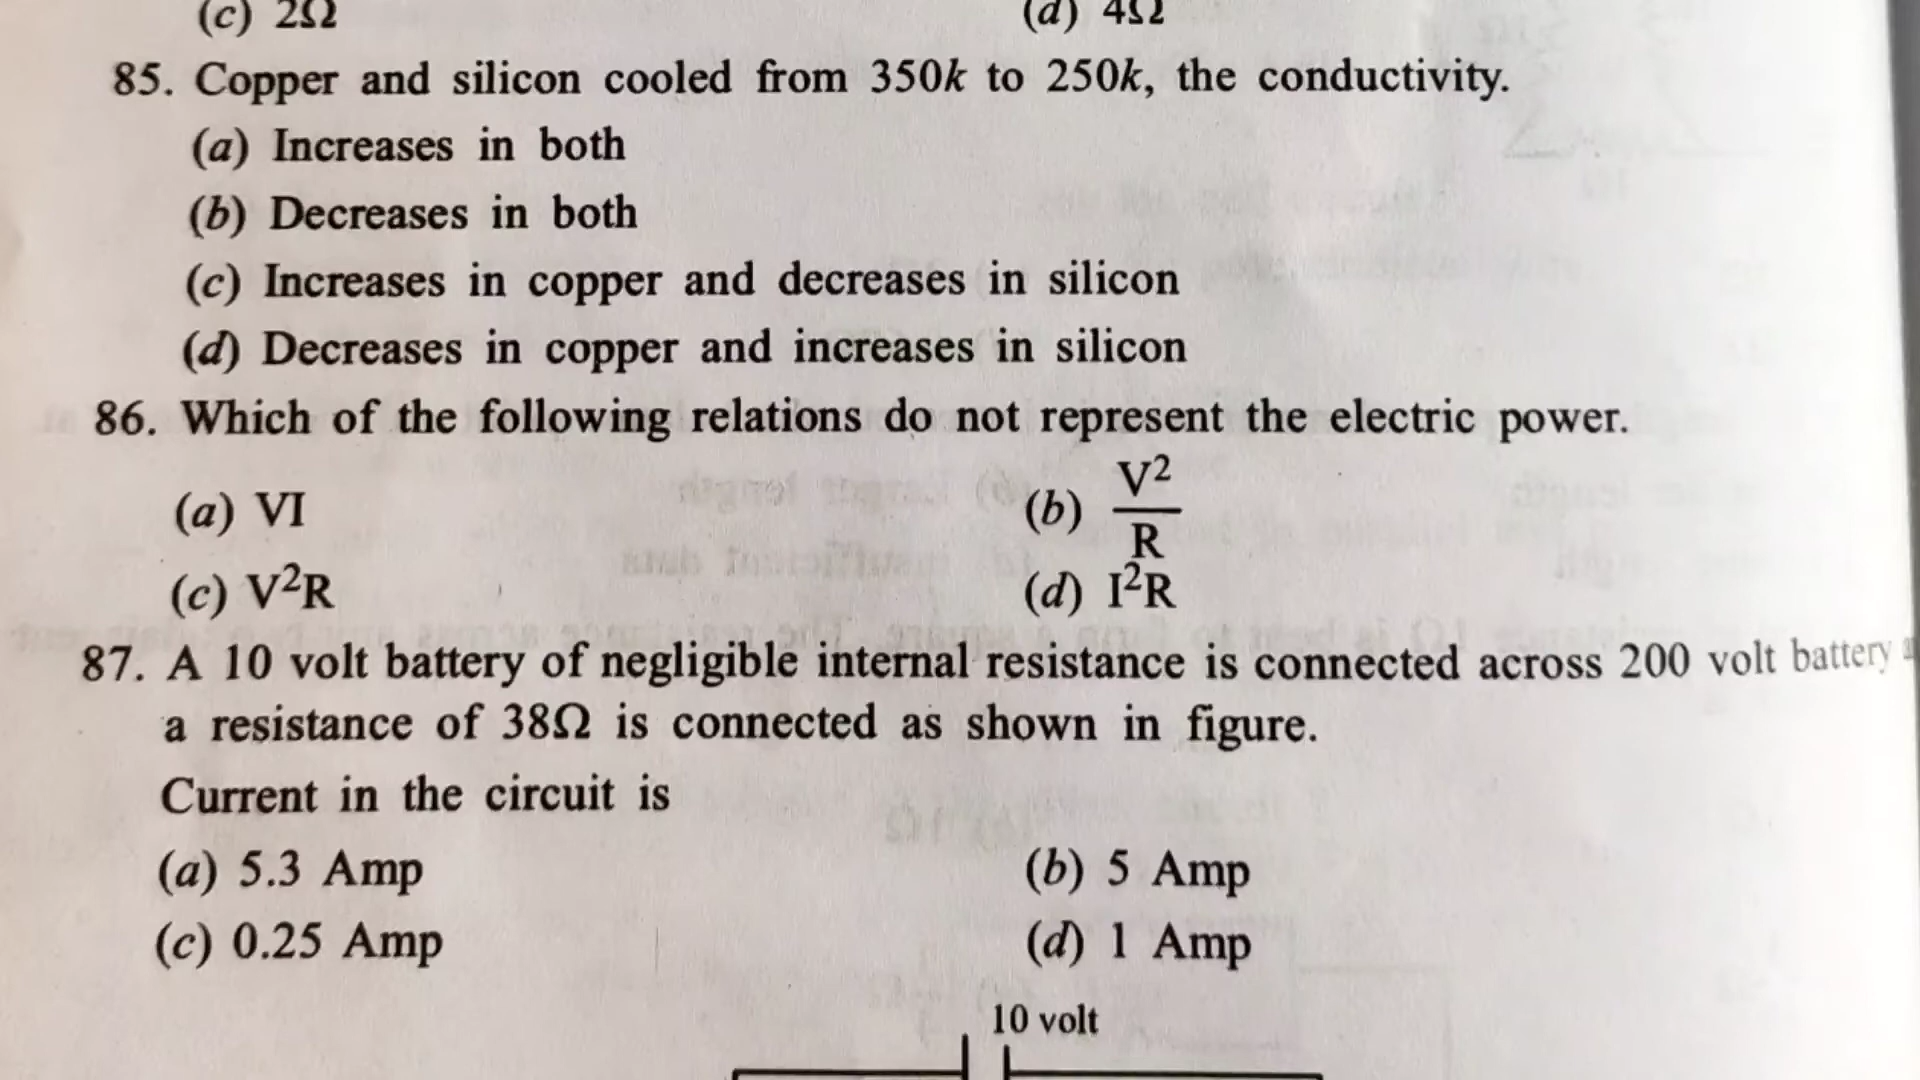 (c) 2Ω (d) 4Ω
85. Copper and silicon cooled from 350k to 250k, the conductivity.
(a) Increases in both
(b) Decreases in both
(c) Increases in copper and decreases in silicon
(d) Decreases in copper and increases in silicon
86. Which of the following relations do not represent the electric power.
(a) VI (b) V²/R
(c) V²R (d) I²R
87. A 10 volt battery of negligible internal resistance is connected across 200 volt battery
a resistance of 38Ω is connected as shown in figure.
Current in the circuit is
(a) 5.3 Amp (b) 5 Amp
(c) 0.25 Amp (d) 1 Amp
10 volt